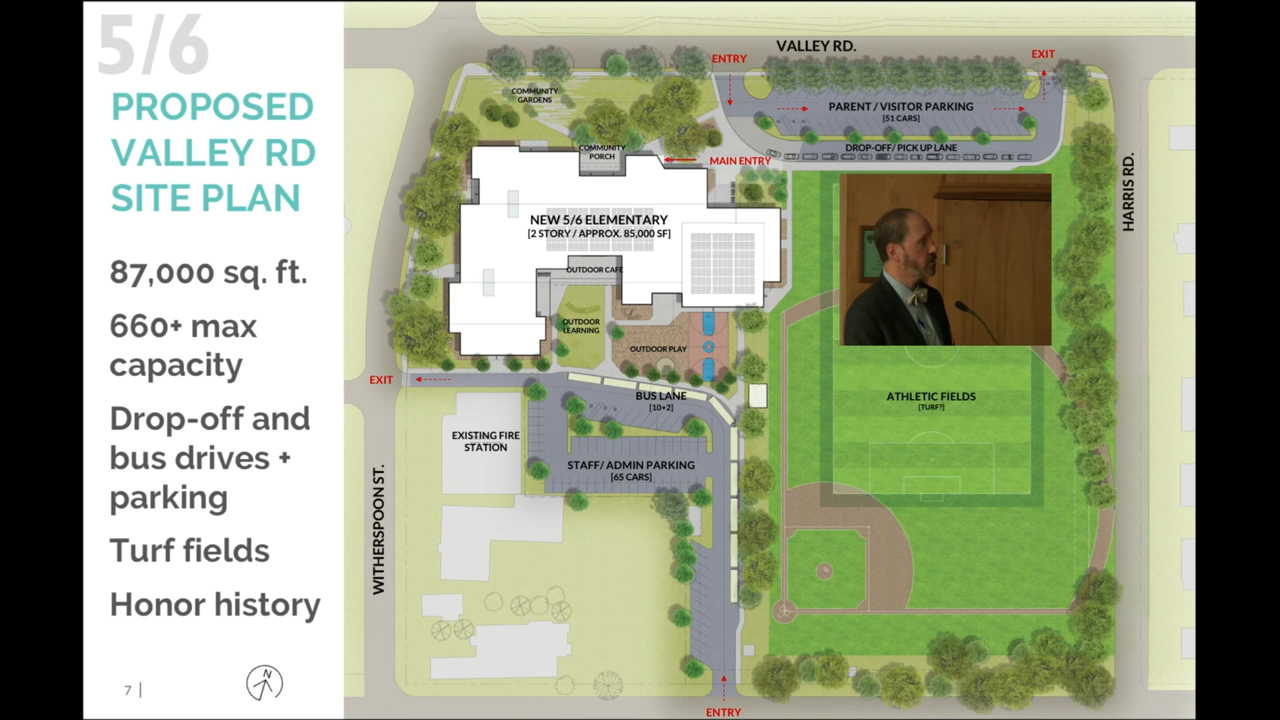 5/6
PROPOSED
VALLEY RD
SITE PLAN
87,000 sq. ft.
660+ max
capacity
Drop-off and
bus drives +
parking
Turf fields
Honor history
7 |
N
VALLEY RD.
ENTRY
EXIT
COMMUNITY
GARDENS
PARENT / VISITOR PARKING
[51 CARS]
COMMUNITY
PORCH
MAIN ENTRY
DROP-OFF/ PICK UP LANE
HARRIS RD.
NEW 5/6 ELEMENTARY
[2 STORY / APPROX. 85,000 SF]
OUTDOOR CAFE
OUTDOOR
LEARNING
OUTDOOR PLAY
EXIT
BUS LANE
[10+2]
ATHLETIC FIELDS
[TURF?]
EXISTING FIRE
STATION
STAFF/ ADMIN PARKING
[65 CARS]
WITHERSPOON ST.
ENTRY